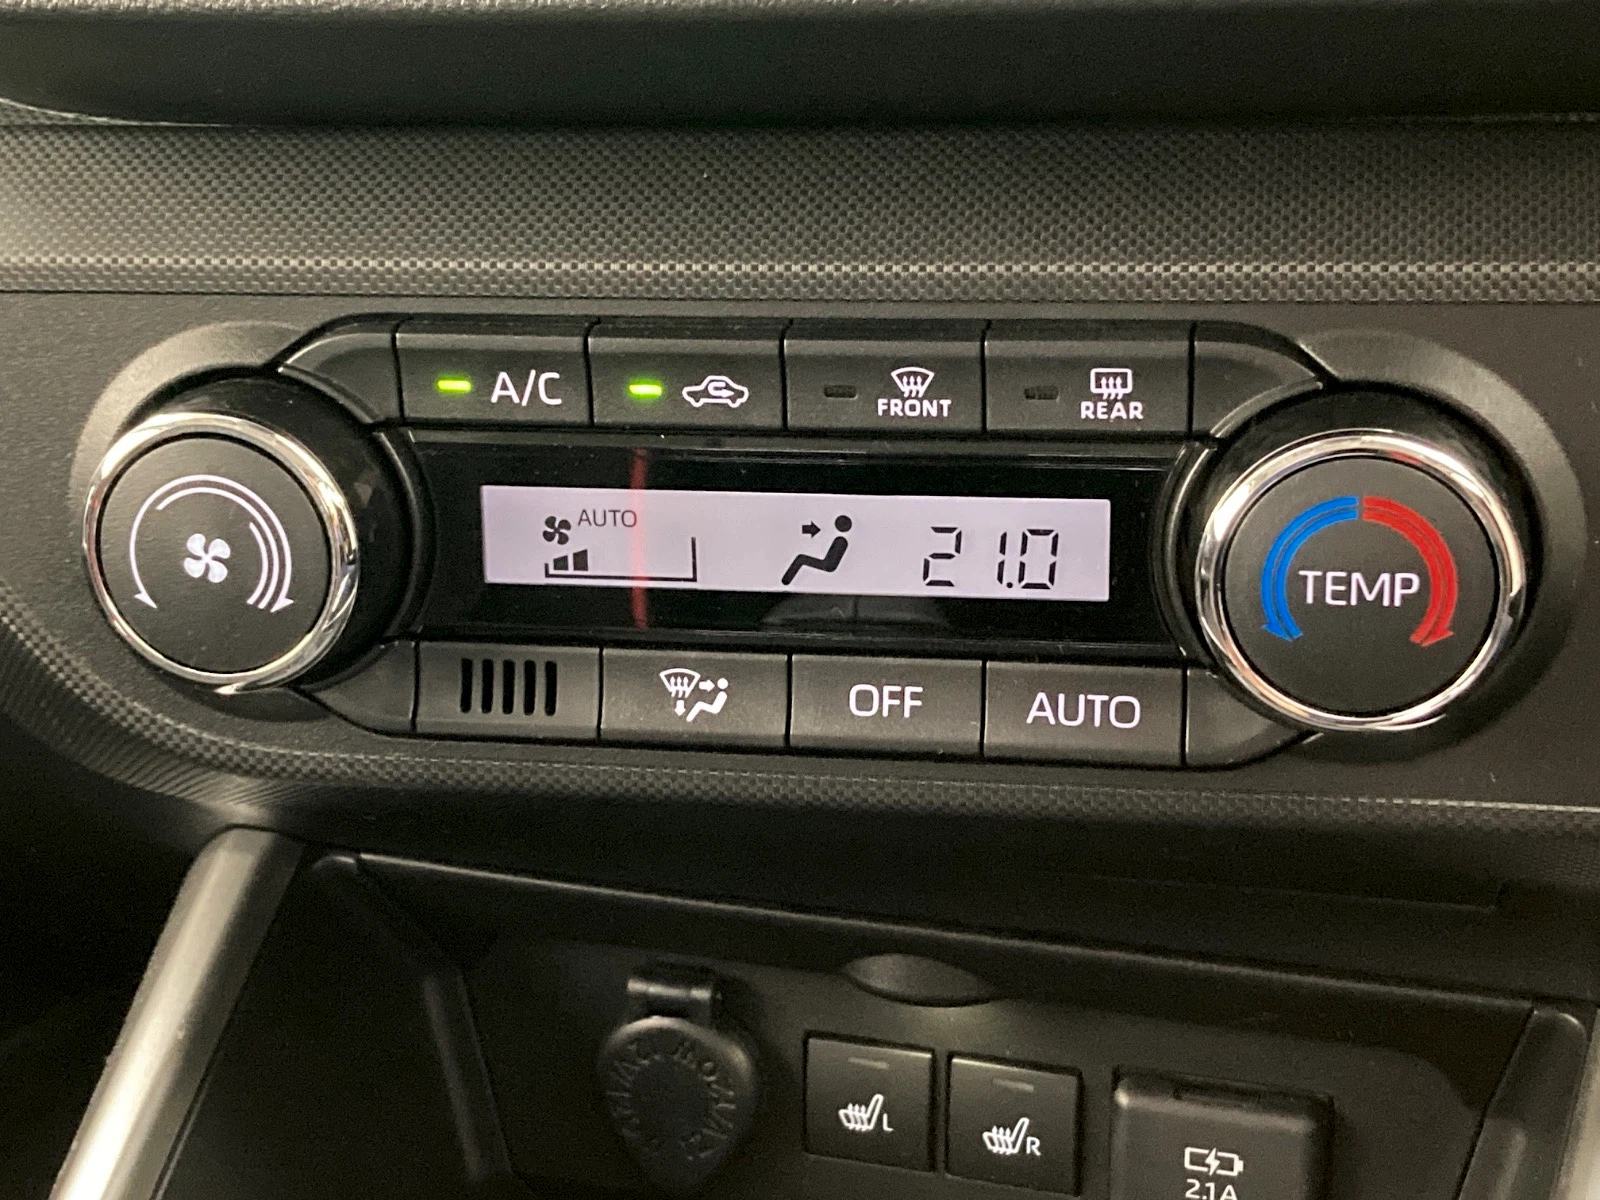 A/C
FRONT
REAR
AUTO
21.0
TEMP
OFF
AUTO
L
R
2.1A